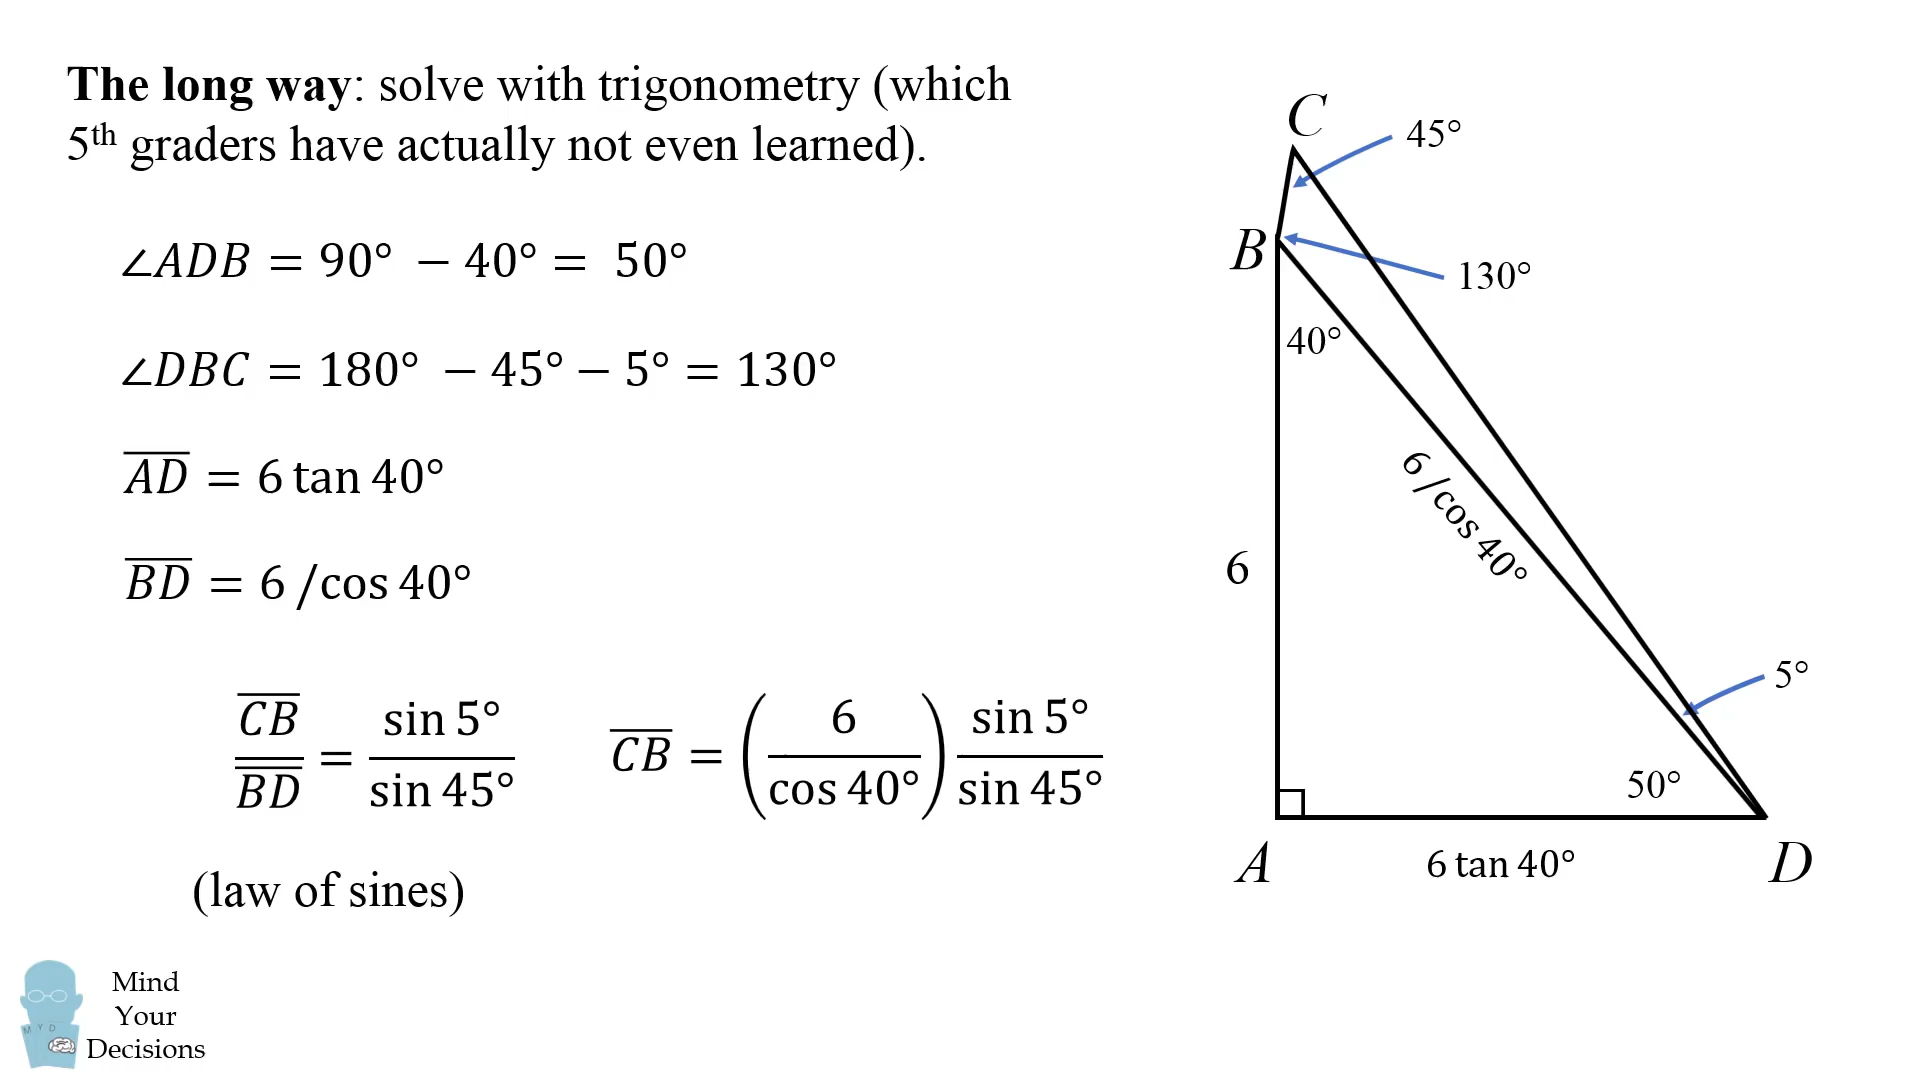 The long way: solve with trigonometry (which
5th graders have actually not even learned).
∠ADB = 90° − 40° = 50°
∠DBC = 180° − 45° − 5° = 130°
AD = 6 tan 40°
BD = 6 /cos 40°
CB/BD = sin 5°/sin 45°
CB = (6/cos 40°) sin 5°/sin 45°
(law of sines)
C
45°
B
130°
40°
6 /cos 40°
6
5°
50°
A
6 tan 40°
D
M Y D
Mind
Your
Decisions